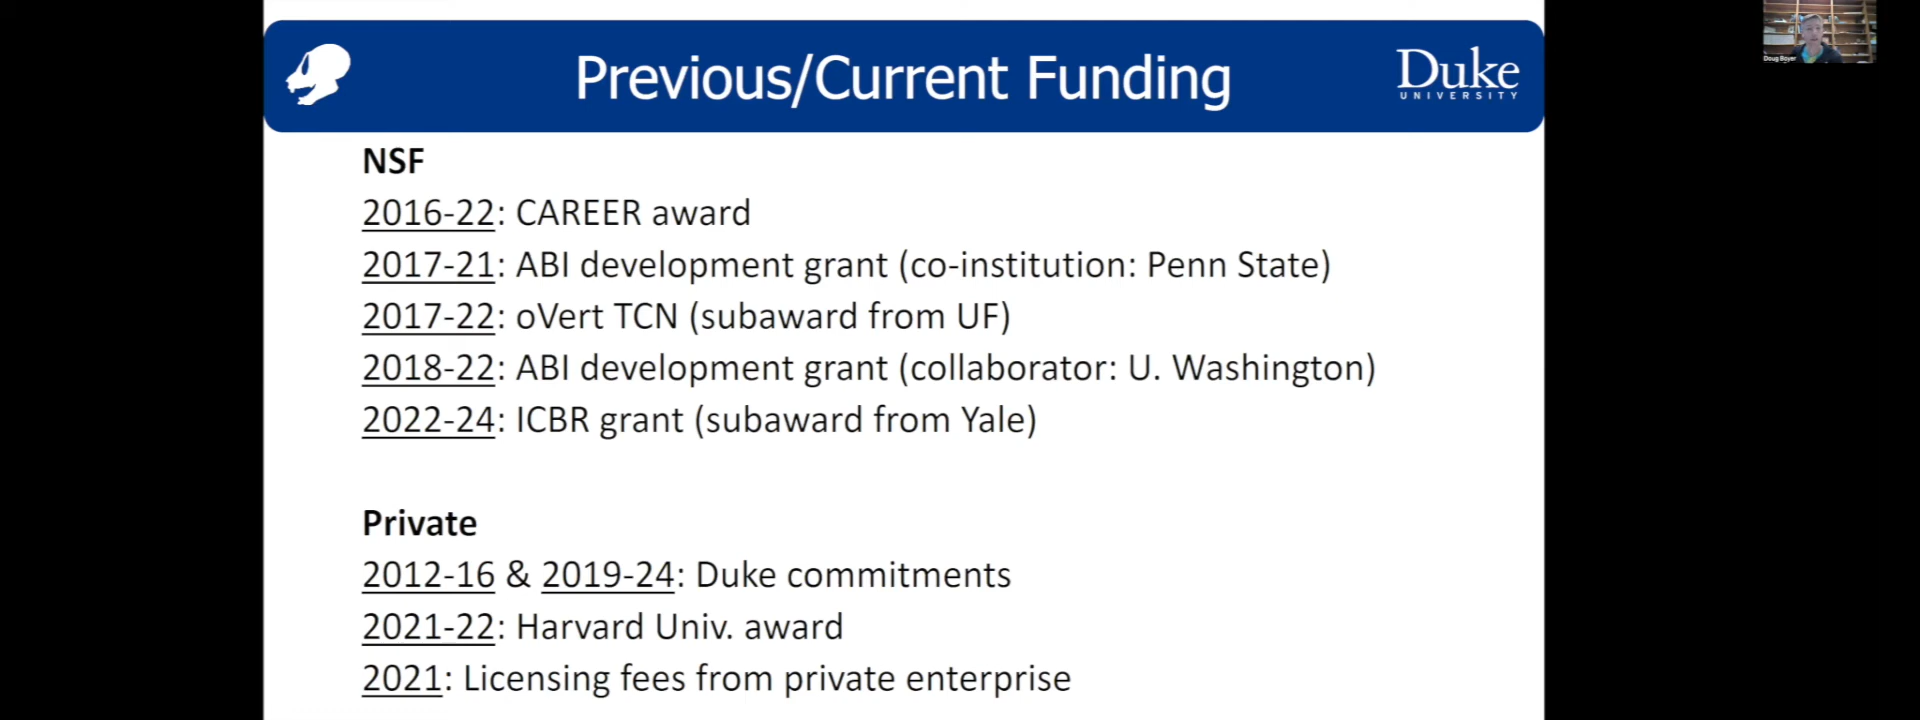 Previous/Current Funding
Duke
UNIVERSITY
Doug Boyer
NSF
2016-22: CAREER award
2017-21: ABI development grant (co-institution: Penn State)
2017-22: oVert TCN (subaward from UF)
2018-22: ABI development grant (collaborator: U. Washington)
2022-24: ICBR grant (subaward from Yale)
Private
2012-16 & 2019-24: Duke commitments
2021-22: Harvard Univ. award
2021: Licensing fees from private enterprise